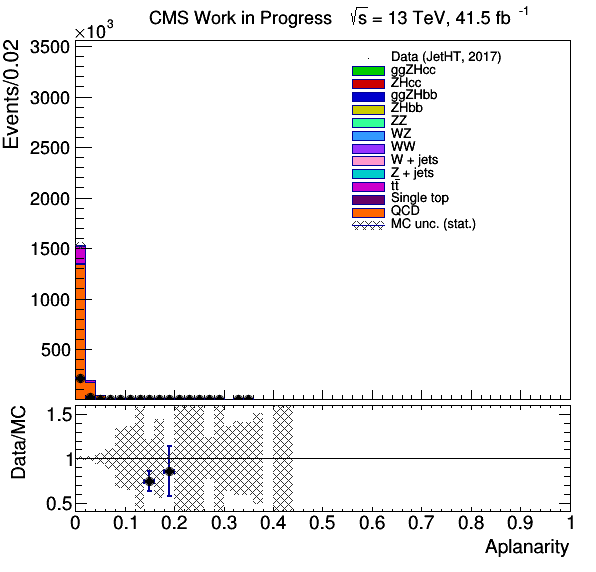 CMS Work in Progress √s = 13 TeV, 41.5 fb⁻¹
×10³
Events/0.02
3500
3000
2500
2000
1500
1000
500
Data (JetHT, 2017)
ggZHcc
ZHcc
ggZHbb
ZHbb
ZZ
WZ
WW
W + jets
Z + jets
tt̄
Single top
QCD
MC unc. (stat.)
Data/MC
1.5
1
0.5
0 0.1 0.2 0.3 0.4 0.5 0.6 0.7 0.8 0.9 1
Aplanarity